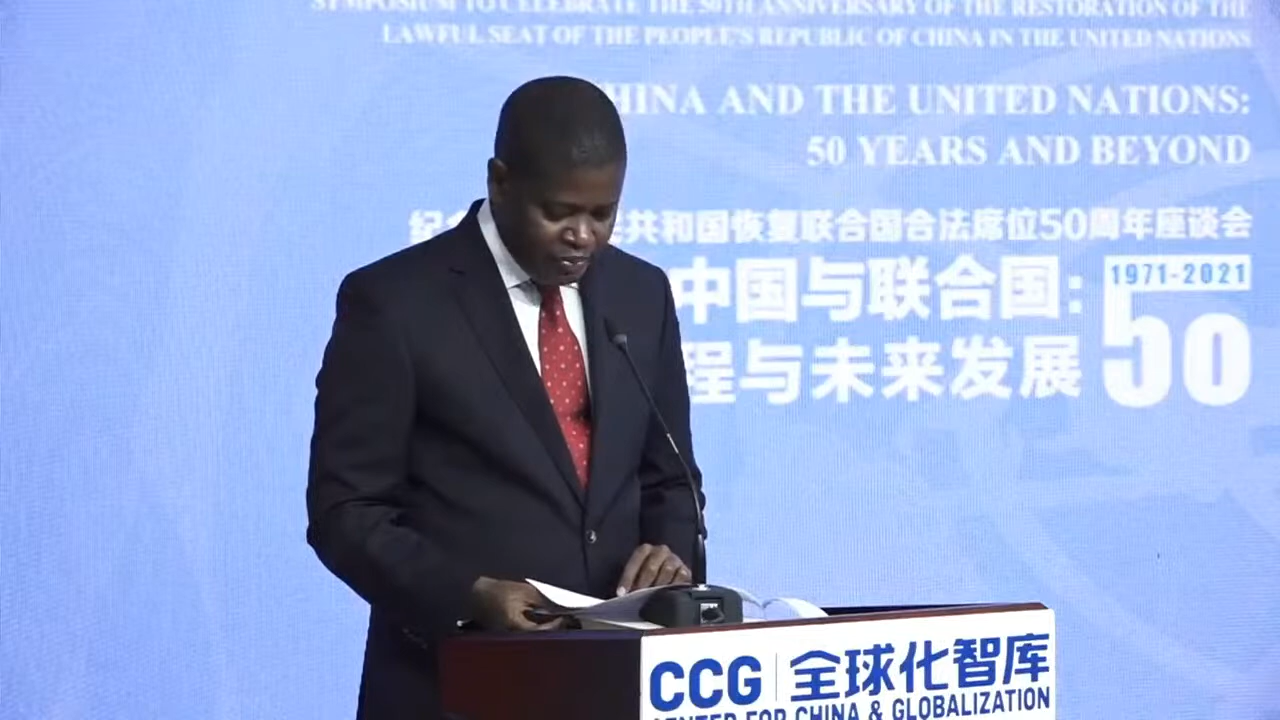 SYMPOSIUM TO CELEBRATE THE 50TH ANNIVERSARY OF THE RESTORATION OF THE
LAWFUL SEAT OF THE PEOPLE'S REPUBLIC OF CHINA IN THE UNITED NATIONS
HINA AND THE UNITED NATIONS:
50 YEARS AND BEYOND
纪共和国恢复联合国合法席位50周年座谈会
中国与联合国:
1971-2021
程与未来发展
50
CCG 全球化智库
CENTER FOR CHINA & GLOBALIZATION